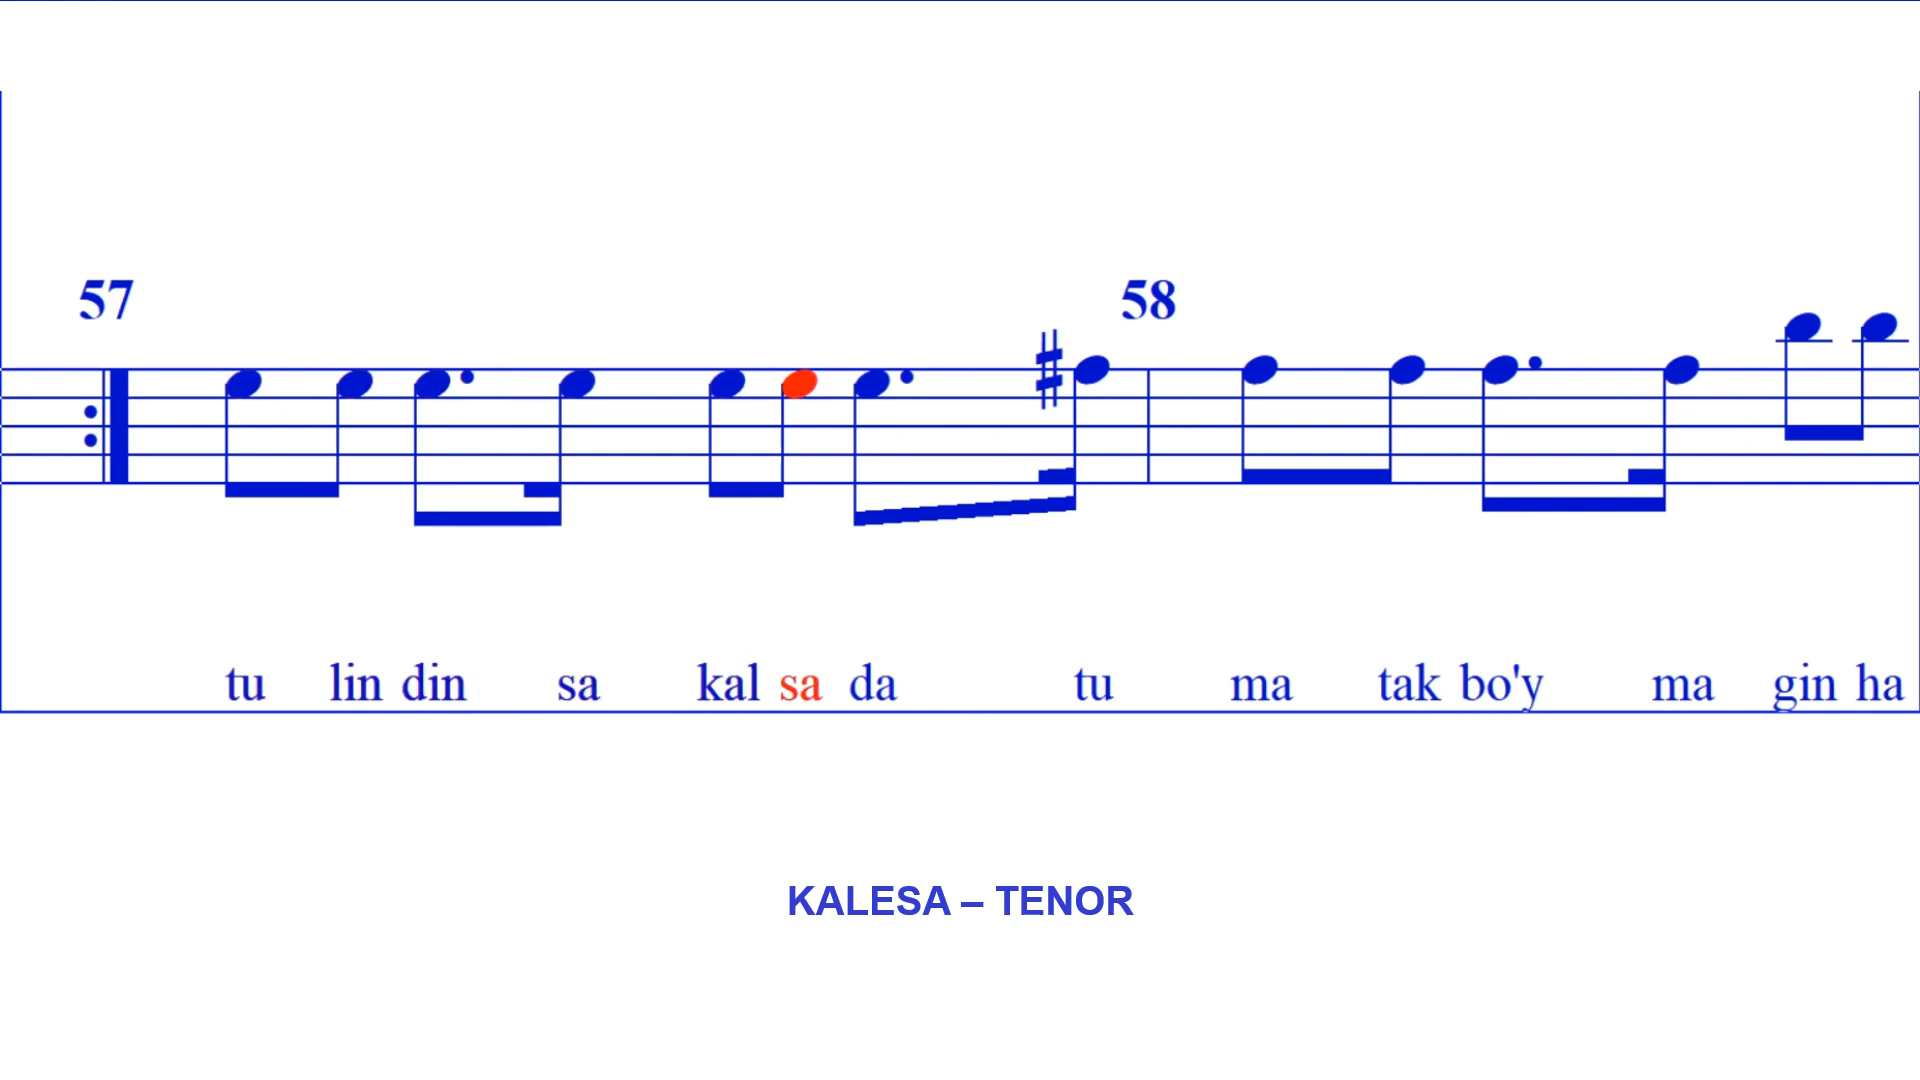 57 58
tu lin din sa kal sa da tu ma tak bo'y ma gin ha
KALESA – TENOR